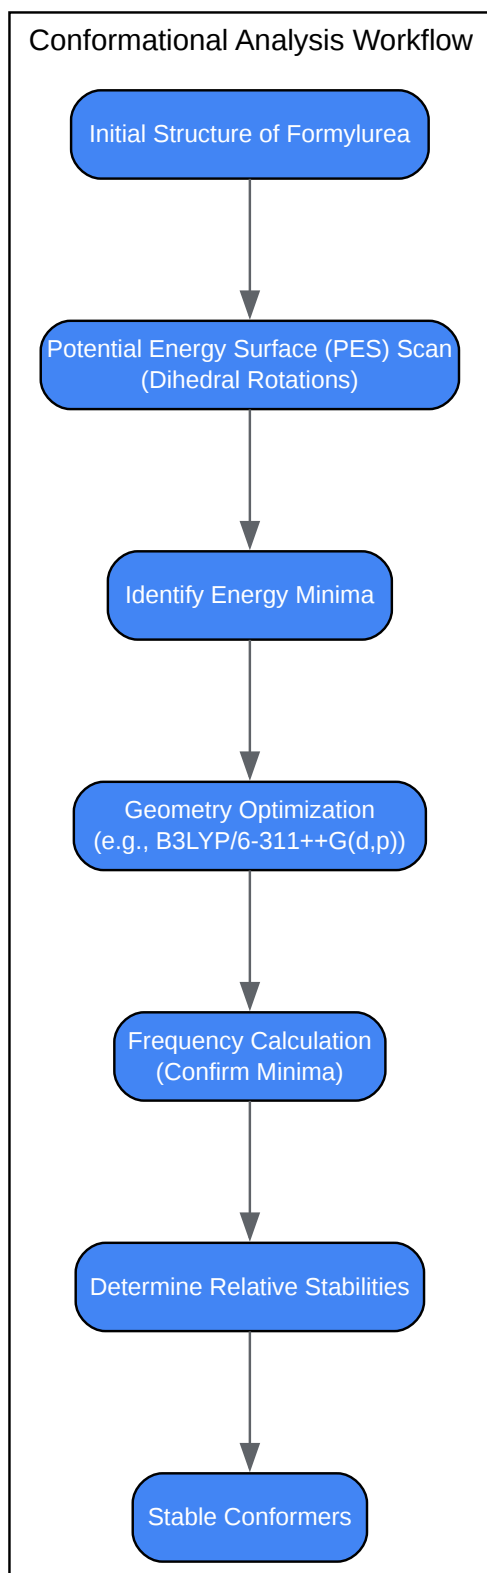 Conformational Analysis Workflow
Initial Structure of Formylurea
Potential Energy Surface (PES) Scan
(Dihedral Rotations)
Identify Energy Minima
Geometry Optimization
(e.g., B3LYP/6-311++G(d,p))
Frequency Calculation
(Confirm Minima)
Determine Relative Stabilities
Stable Conformers